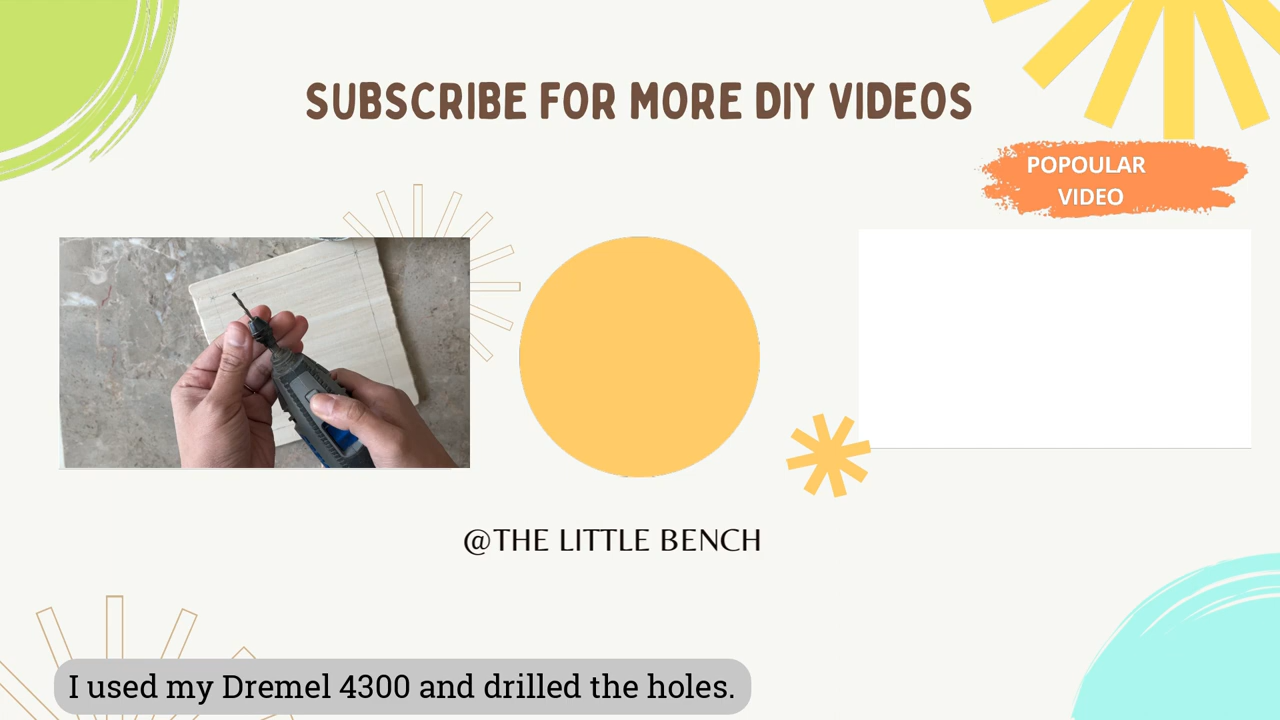 SUBSCRIBE FOR MORE DIY VIDEOS
POPOULAR
VIDEO
@THE LITTLE BENCH
I used my Dremel 4300 and drilled the holes.